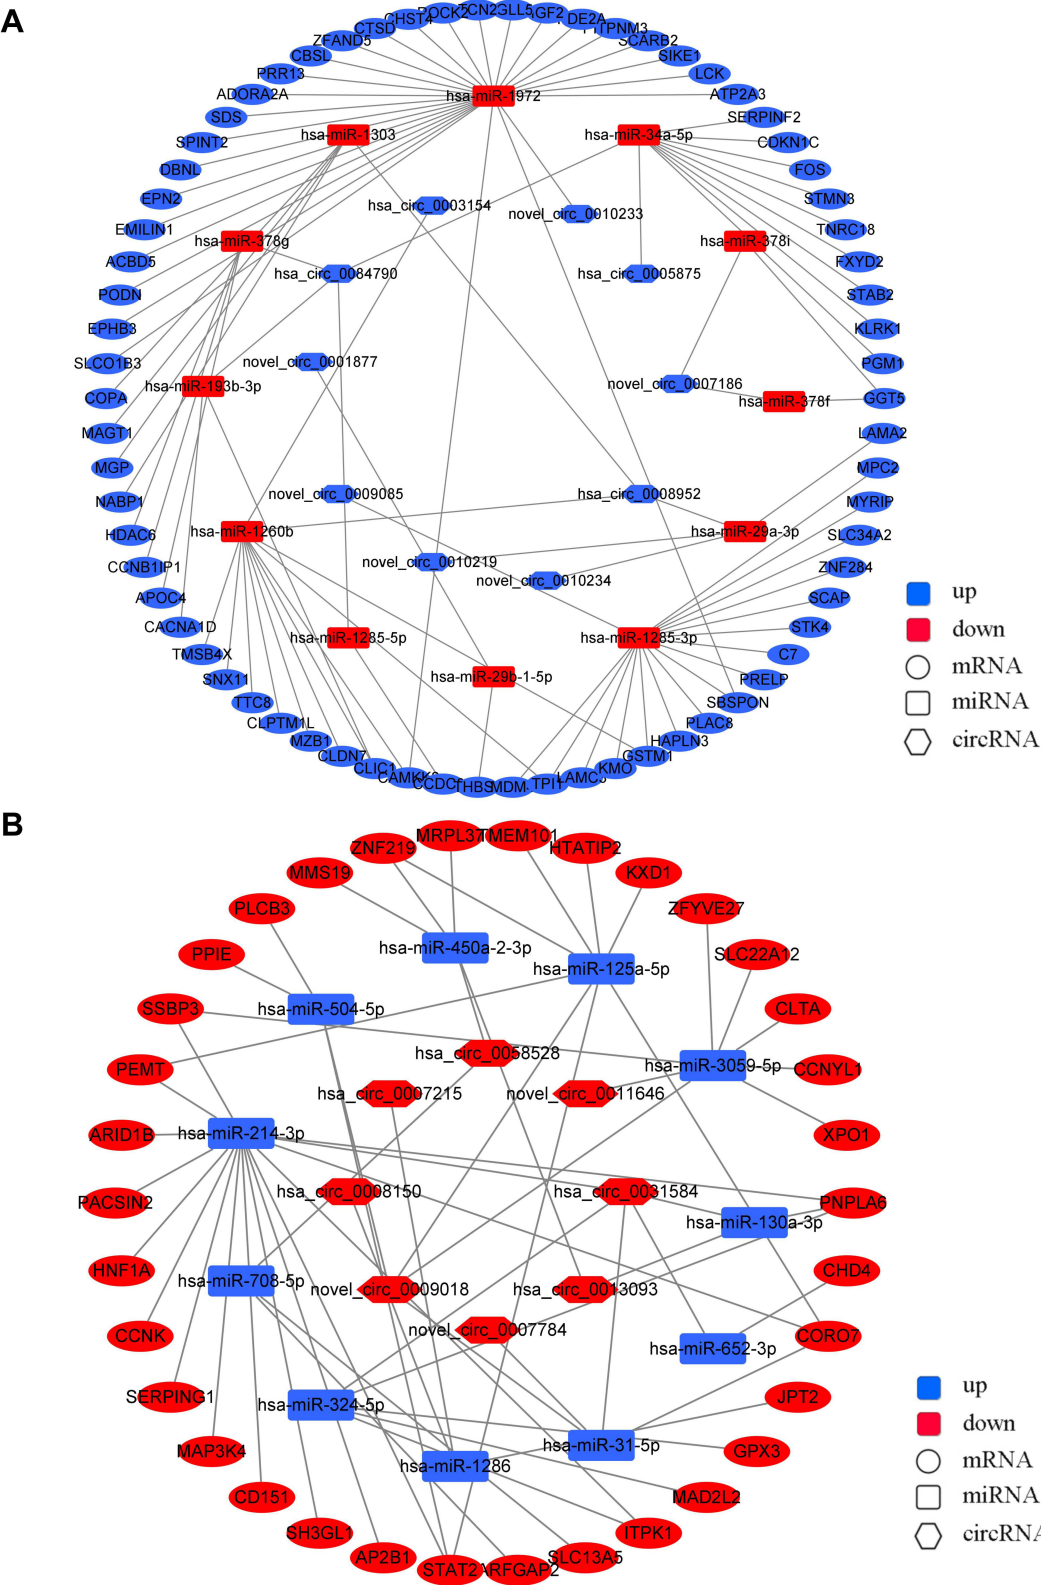 A
CHST4
GLL5
CTSD
DE2A
TPNM3
ZFAND5
SCARB2
CBSL
SIKE1
PRR13
LCK
ADORA2A
hsa-miR-1972
ATP2A3
SDS
SERPINF2
hsa-miR-1303
hsa-miR-34a-5p
SPINT2
CDKN1C
DBNL
FOS
EPN2
STMN3
hsa_circ_0003154
novel_circ_0010233
EMILIN1
TNRC18
hsa-miR-378g
hsa-miR-378i
ACBD5
FXYD2
hsa_circ_0084790
hsa_circ_0005875
PODN
STAB2
EPHB3
KLRK1
SLCO1B3
novel_circ_0001877
PGM1
hsa-miR-193b-3p
novel_circ_0007186
COPA
hsa-miR-378f
GGT5
MAGT1
LAMA2
MGP
MPC2
NABP1
novel_circ_0009085
hsa_circ_0008952
MYRIP
HDAC6
hsa-miR-1260b
hsa-miR-29a-3p
SLC34A2
CCNB1IP1
novel_circ_0010219
novel_circ_0010234
ZNF284
APOC4
SCAP
up
CACNA1D
hsa-miR-1285-5p
hsa-miR-1285-3p
STK4
down
TMSB4X
C7
mRNA
SNX11
hsa-miR-29b-1-5p
PRELP
TTC8
SBSPON
miRNA
CLPTM1L
PLAC8
MZB1
HAPLN3
circRNA
CLDN7
GSTM1
CLIC1
KMO
CAMKK
CCDC
THBS
MDM
TPI1
LAMC3
B
MRPL37
TMEM101
ZNF219
HTATIP2
MMS19
KXD1
PLCB3
ZFYVE27
hsa-miR-450a-2-3p
PPIE
hsa-miR-125a-5p
SLC22A12
SSBP3
hsa-miR-504-5p
CLTA
hsa_circ_0058528
PEMT
hsa-miR-3059-5p
CCNYL1
hsa_circ_0007215
novel_circ_0011646
ARID1B
hsa-miR-214-3p
XPO1
PACSIN2
hsa_circ_0008150
hsa_circ_0031584
PNPLA6
hsa-miR-130a-3p
HNF1A
hsa-miR-708-5p
novel_circ_0009018
hsa_circ_0013093
CHD4
CCNK
novel_circ_0007784
hsa-miR-652-3p
CORO7
SERPING1
hsa-miR-324-5p
JPT2
up
MAP3K4
hsa-miR-1286
hsa-miR-31-5p
GPX3
down
CD151
MAD2L2
mRNA
SH3GL1
ITPK1
miRNA
AP2B1
STAT2
ARFGAP2
SLC13A5
circRNA